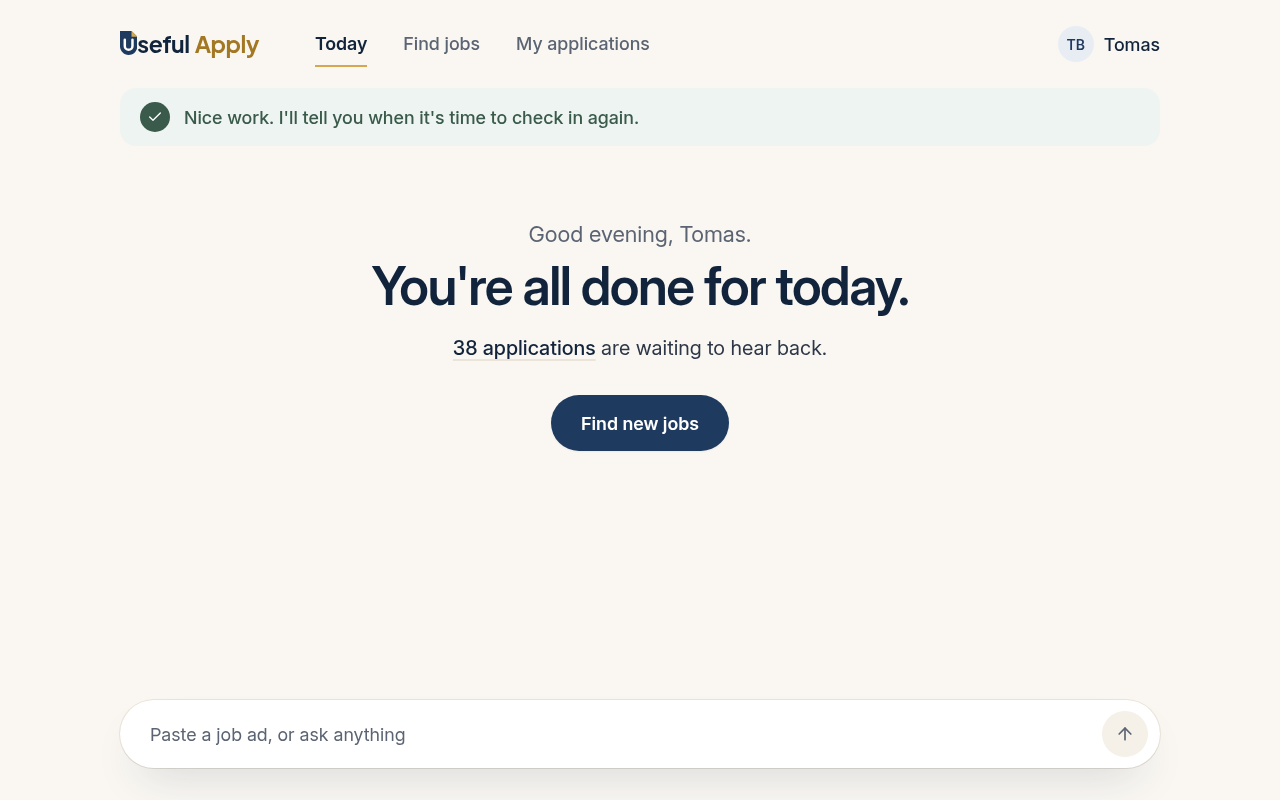 Useful Apply
Today
Find jobs
My applications
TB
Tomas
Nice work. I'll tell you when it's time to check in again.
Good evening, Tomas.
You're all done for today.
38 applications are waiting to hear back.
Find new jobs
Paste a job ad, or ask anything